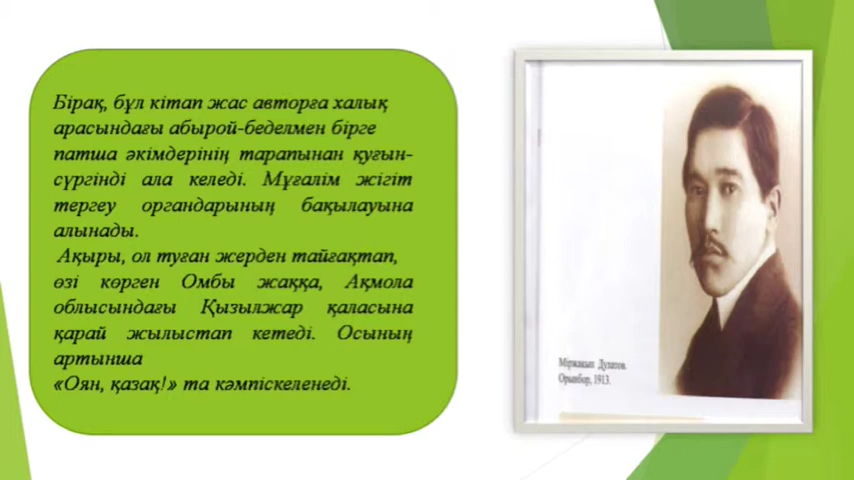 Бірақ, бұл кітап жас авторға халық
арасындағы абырой-беделмен бірге
патша әкімдерінің тарапынан қуғын-
сүргінді ала келеді. Мұғалім жігіт
тергеу органдарының бақылауына
алынады.
Ақыры, ол туған жерден тайғақтап,
өзі көрген Омбы жаққа, Ақмола
облысындағы Қызылжар қаласына
қарай жылыстап кетеді. Осының
артынша
«Оян, қазақ!» та кәмпіскеленеді.
Міржақып Дулатов.
Орынбор, 1913.